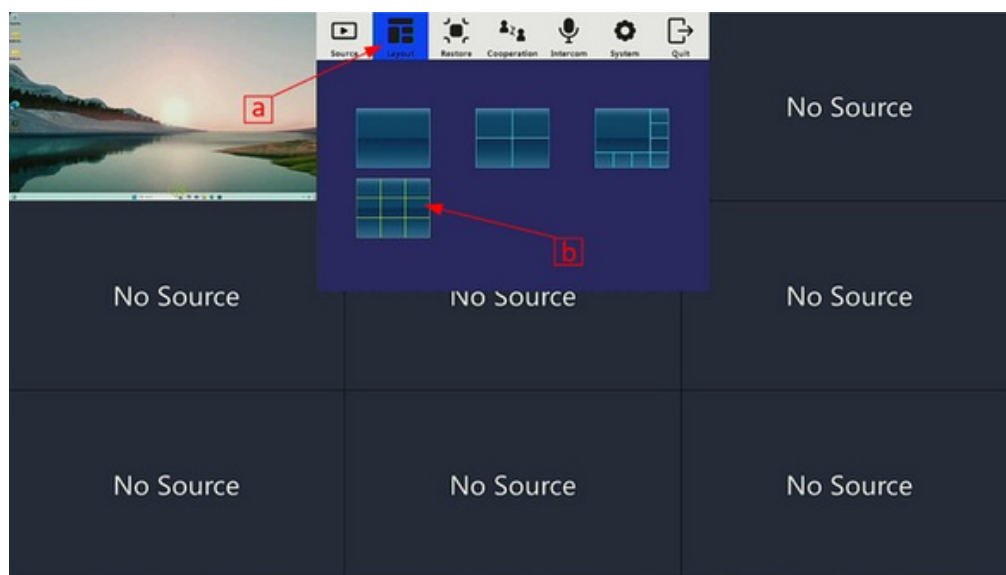 Source Layout Restore Cooperation Intercom System Quit
a
No Source
b
No Source No Source No Source
No Source No Source No Source